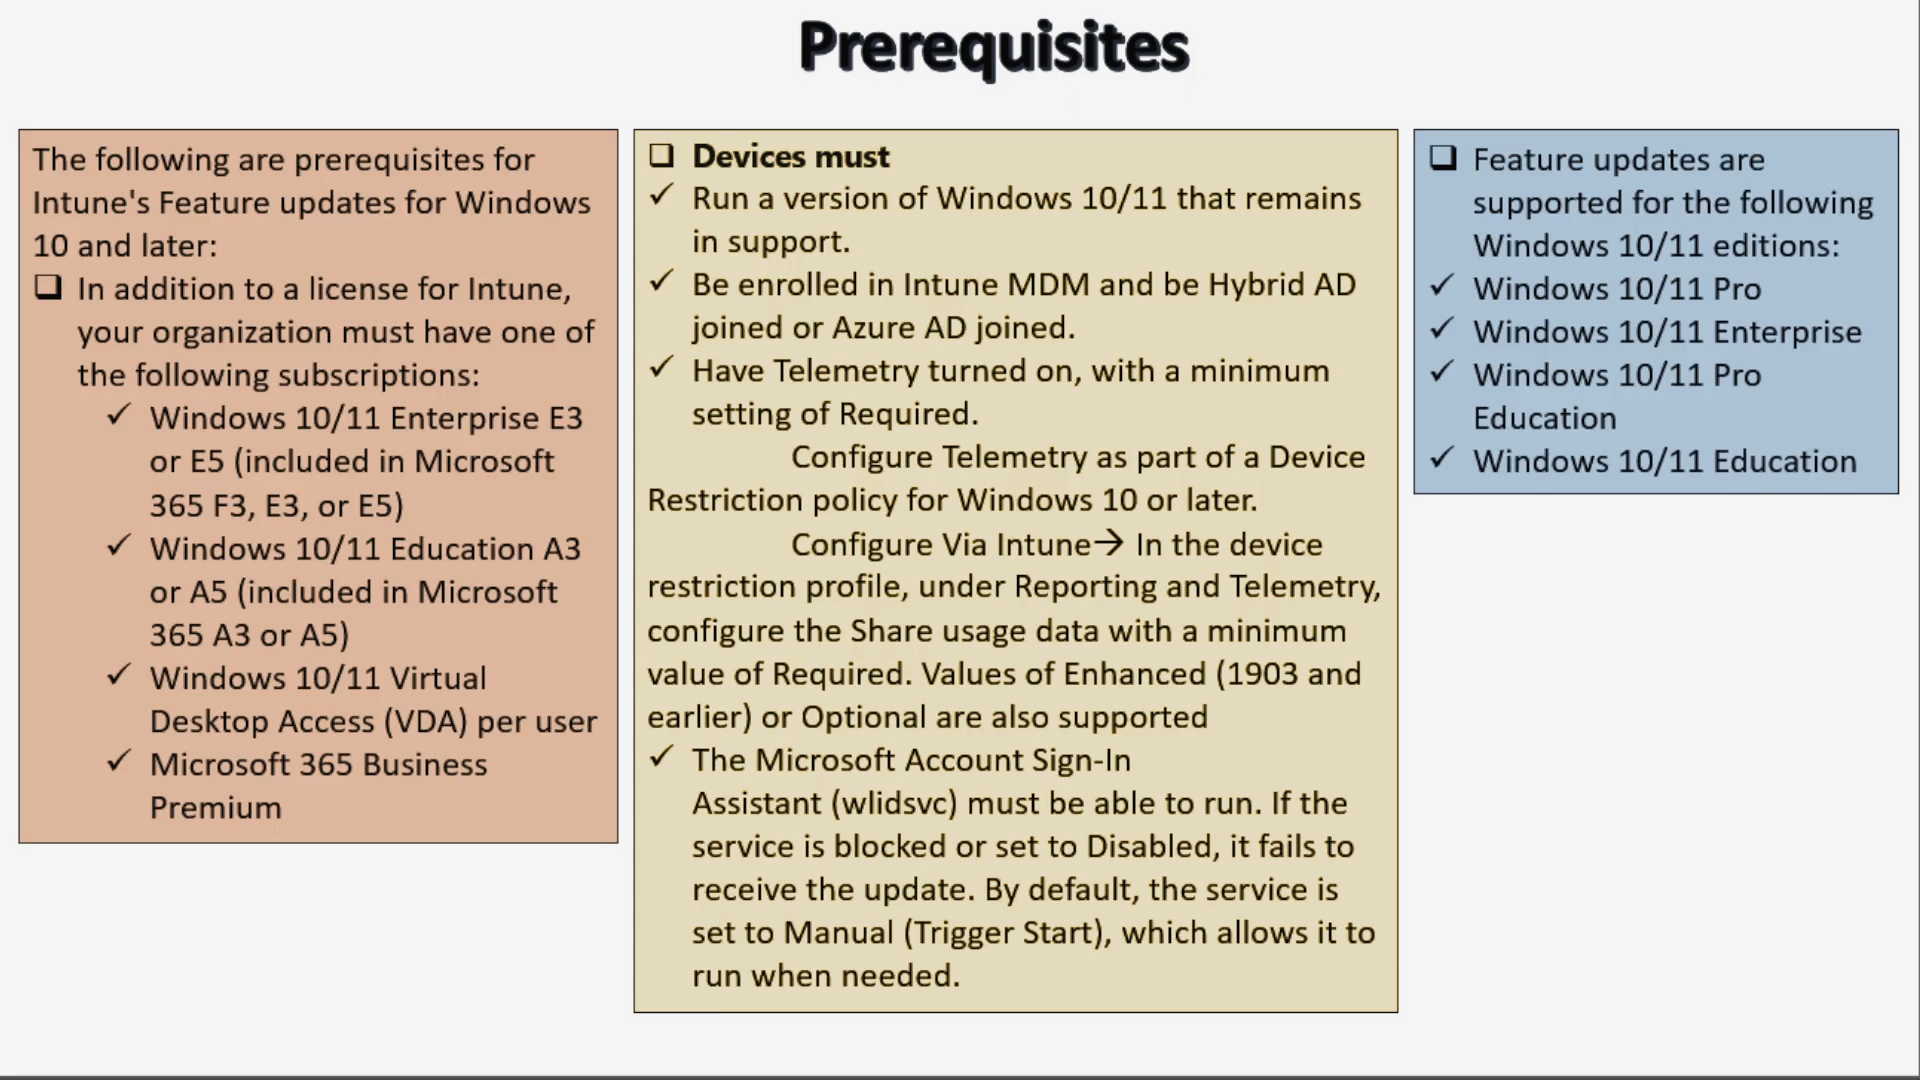 Prerequisites
The following are prerequisites for
Intune's Feature updates for Windows
10 and later:
❑ In addition to a license for Intune,
your organization must have one of
the following subscriptions:
✓ Windows 10/11 Enterprise E3
or E5 (included in Microsoft
365 F3, E3, or E5)
✓ Windows 10/11 Education A3
or A5 (included in Microsoft
365 A3 or A5)
✓ Windows 10/11 Virtual
Desktop Access (VDA) per user
✓ Microsoft 365 Business
Premium
❑ Devices must
✓ Run a version of Windows 10/11 that remains
in support.
✓ Be enrolled in Intune MDM and be Hybrid AD
joined or Azure AD joined.
✓ Have Telemetry turned on, with a minimum
setting of Required.
Configure Telemetry as part of a Device
Restriction policy for Windows 10 or later.
Configure Via Intune→ In the device
restriction profile, under Reporting and Telemetry,
configure the Share usage data with a minimum
value of Required. Values of Enhanced (1903 and
earlier) or Optional are also supported
✓ The Microsoft Account Sign-In
Assistant (wlidsvc) must be able to run. If the
service is blocked or set to Disabled, it fails to
receive the update. By default, the service is
set to Manual (Trigger Start), which allows it to
run when needed.
❑ Feature updates are
supported for the following
Windows 10/11 editions:
✓ Windows 10/11 Pro
✓ Windows 10/11 Enterprise
✓ Windows 10/11 Pro
Education
✓ Windows 10/11 Education